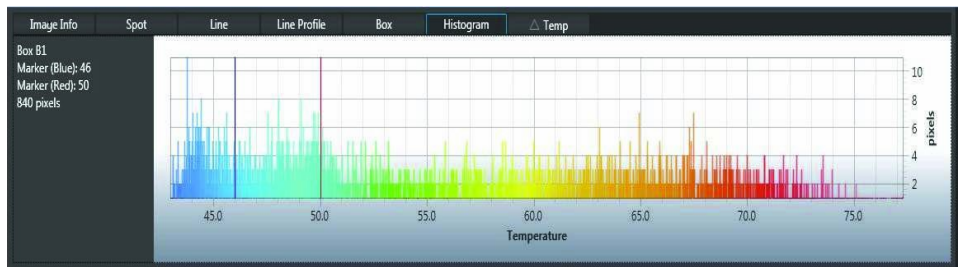 Image Info Spot Line Line Profile Box Histogram △ Temp
Box B1
Marker (Blue): 46
Marker (Red): 50
840 pixels
10
8
6
4
2
pixels
45.0 50.0 55.0 60.0 65.0 70.0 75.0
Temperature